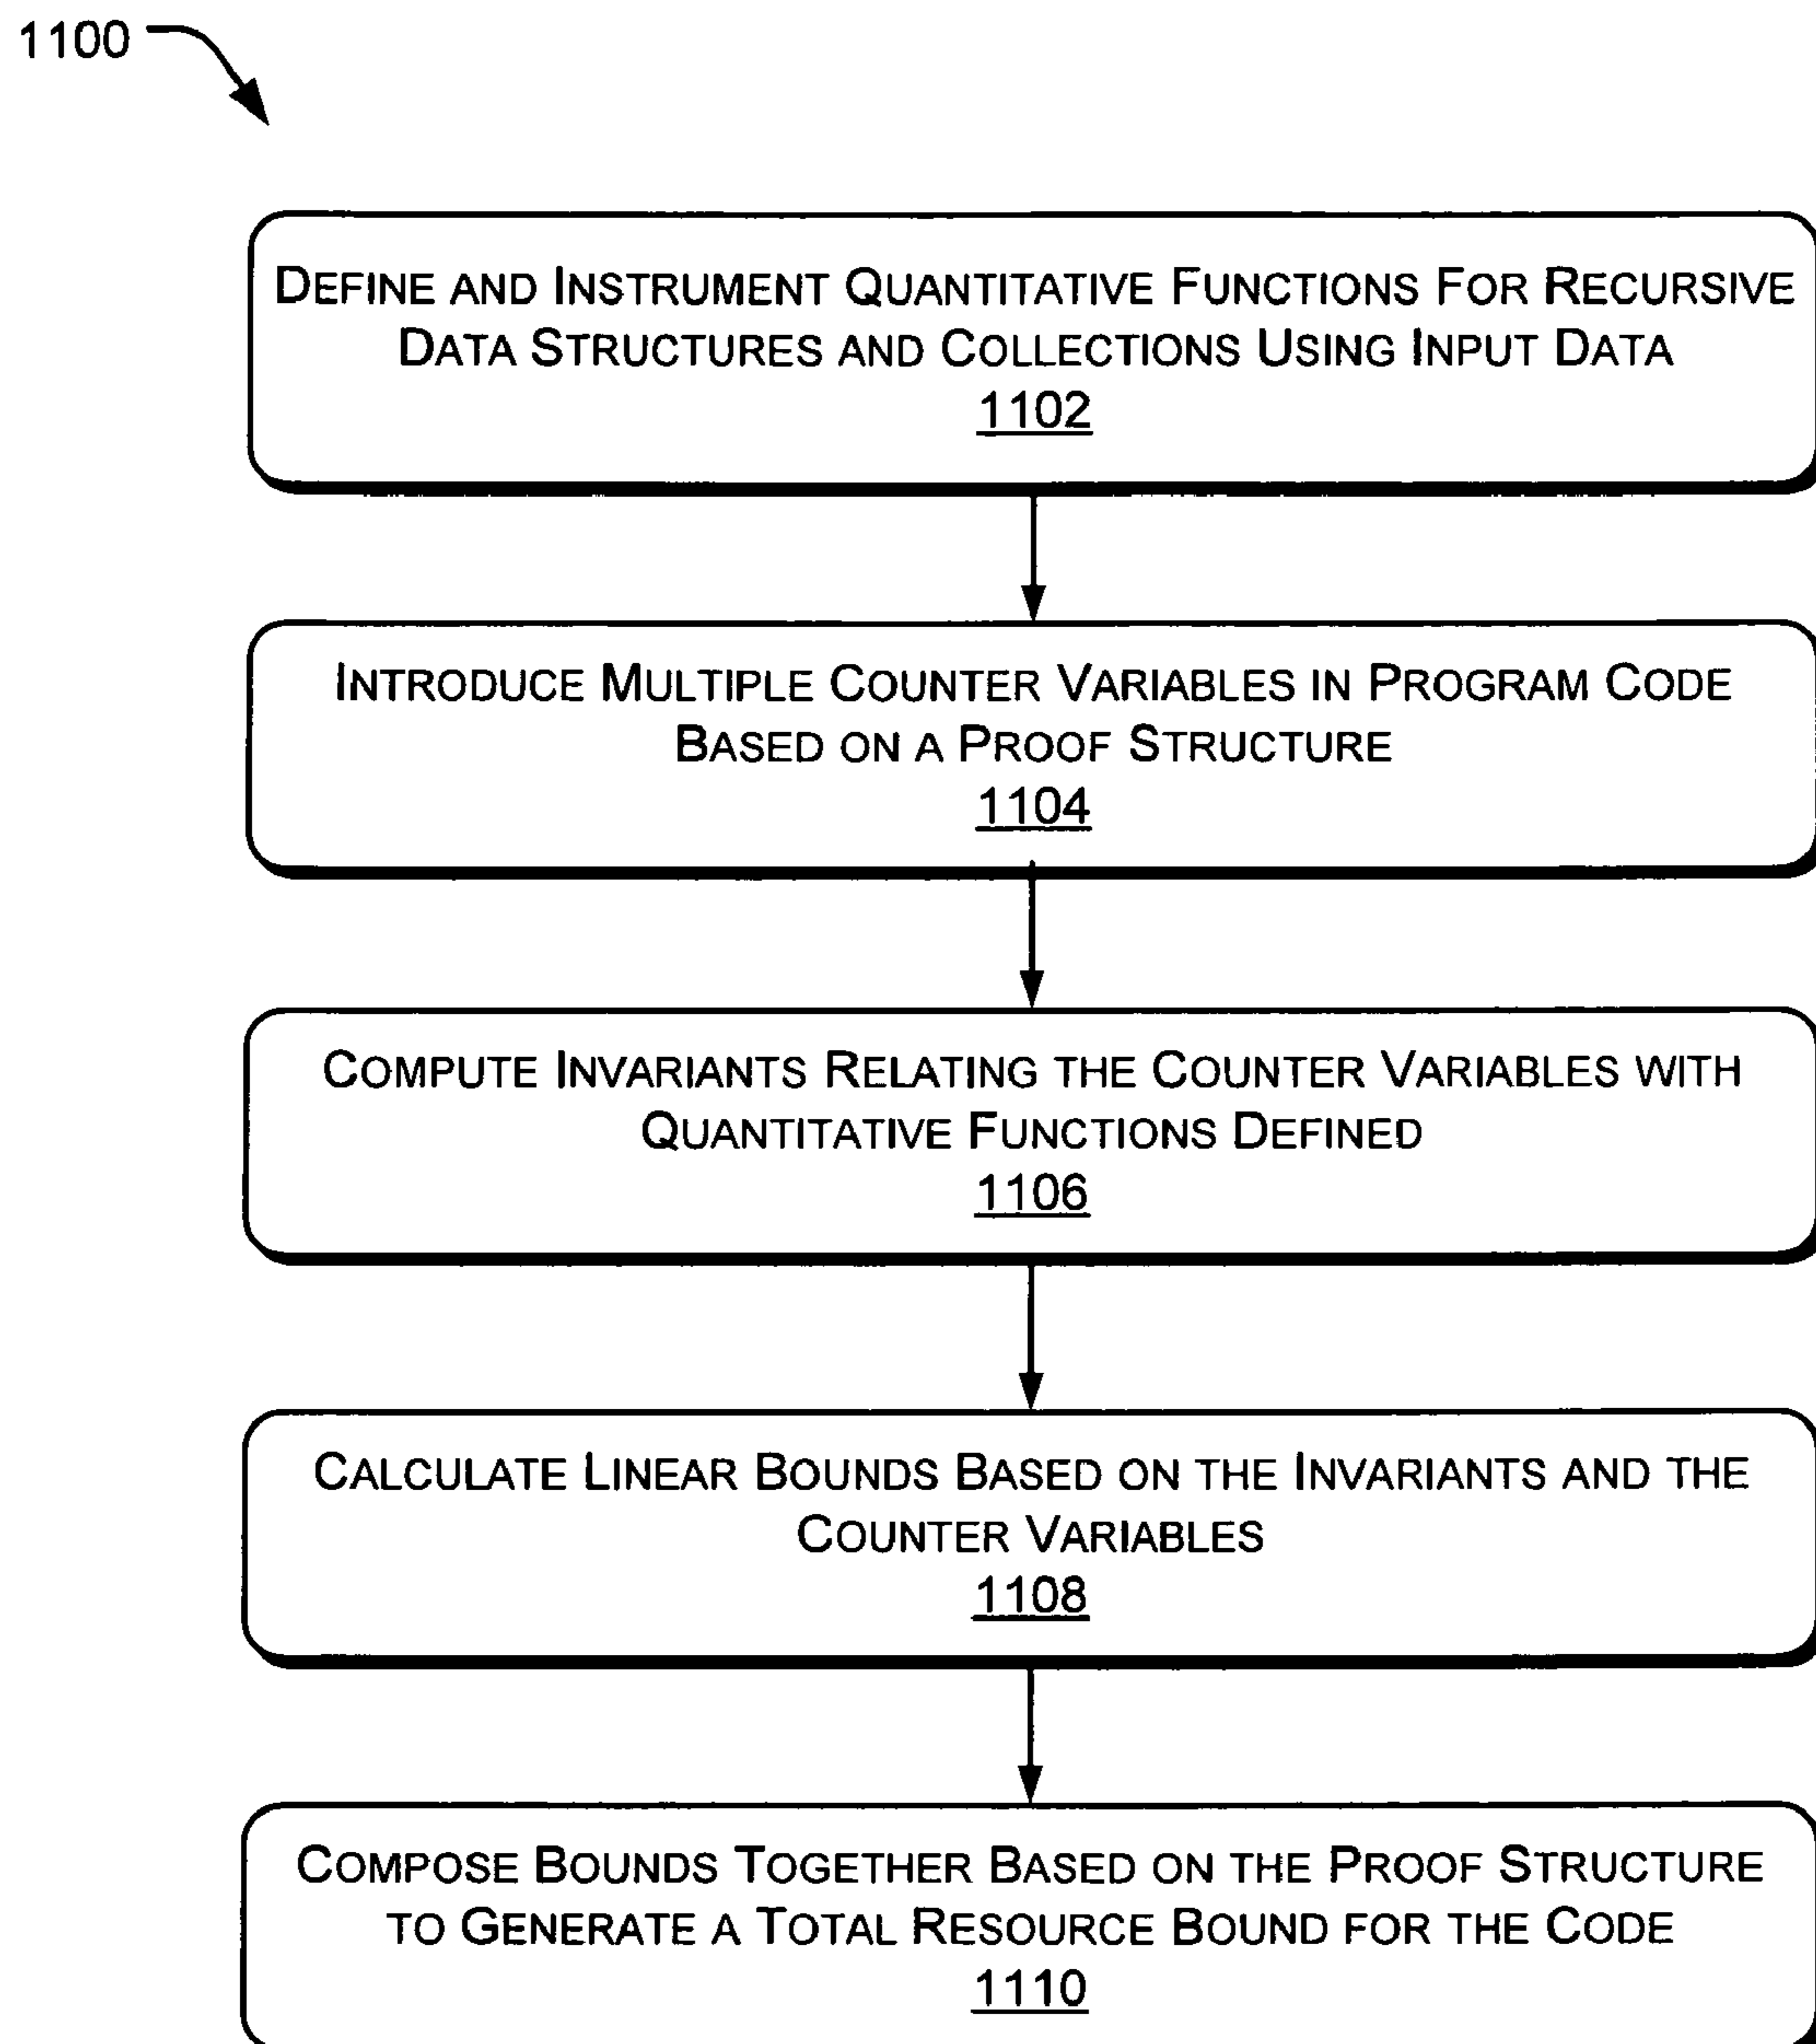 1100
DEFINE AND INSTRUMENT QUANTITATIVE FUNCTIONS FOR RECURSIVE
DATA STRUCTURES AND COLLECTIONS USING INPUT DATA
1102
INTRODUCE MULTIPLE COUNTER VARIABLES IN PROGRAM CODE
BASED ON A PROOF STRUCTURE
1104
COMPUTE INVARIANTS RELATING THE COUNTER VARIABLES WITH
QUANTITATIVE FUNCTIONS DEFINED
1106
CALCULATE LINEAR BOUNDS BASED ON THE INVARIANTS AND THE
COUNTER VARIABLES
1108
COMPOSE BOUNDS TOGETHER BASED ON THE PROOF STRUCTURE
TO GENERATE A TOTAL RESOURCE BOUND FOR THE CODE
1110